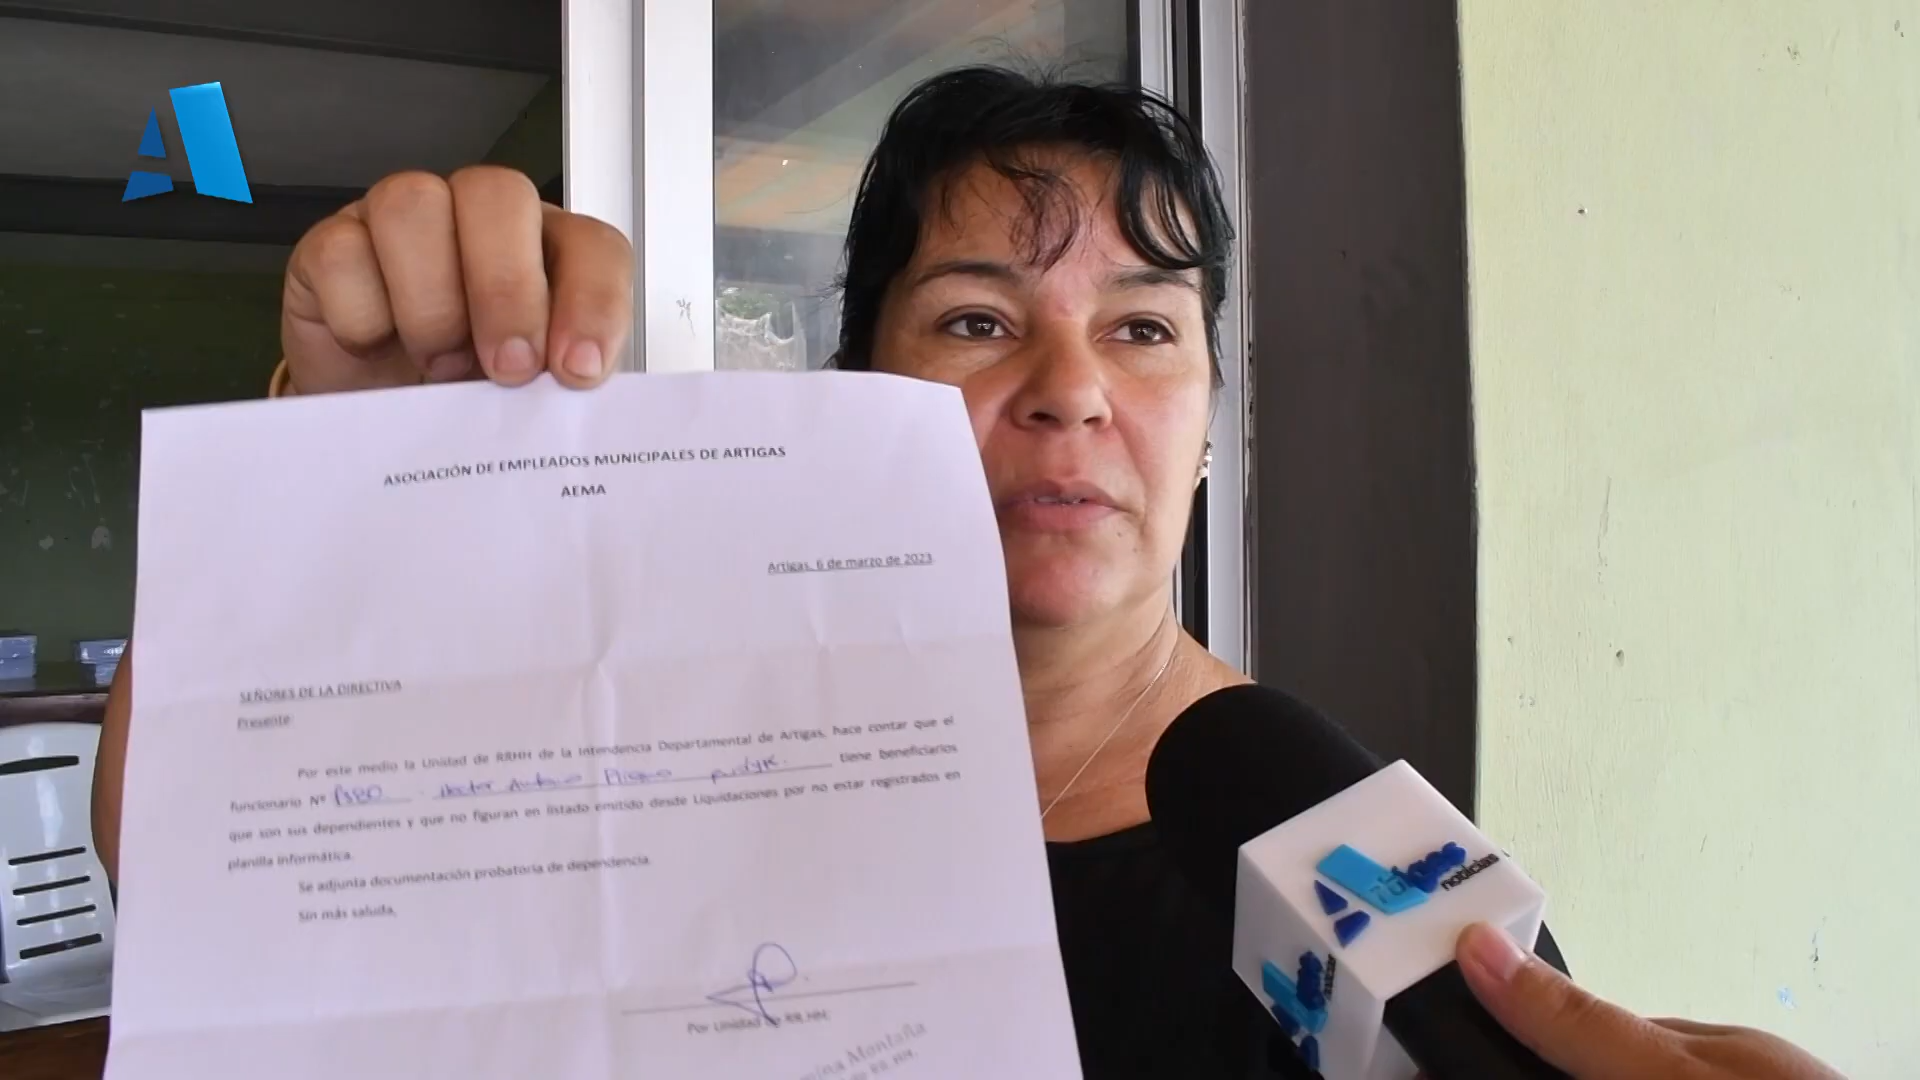 ASOCIACIÓN DE EMPLEADOS MUNICIPALES DE ARTIGAS
AEMA
Artigas, 6 de marzo de 2023
SEÑORES DE LA DIRECTIVA
Presente
Por este medio la Unidad de RRHH de la Intendencia Departamental de Artigas, hace contar que el
funcionario Nº tiene beneficiarios
que son sus dependientes y que no figuran en listado emitido desde Liquidaciones por no estar registrados en
planilla informática.
Se adjunta documentación probatoria de dependencia.
Sin más saluda,
Por Unidad de RR.HH.
Montaña
noticias